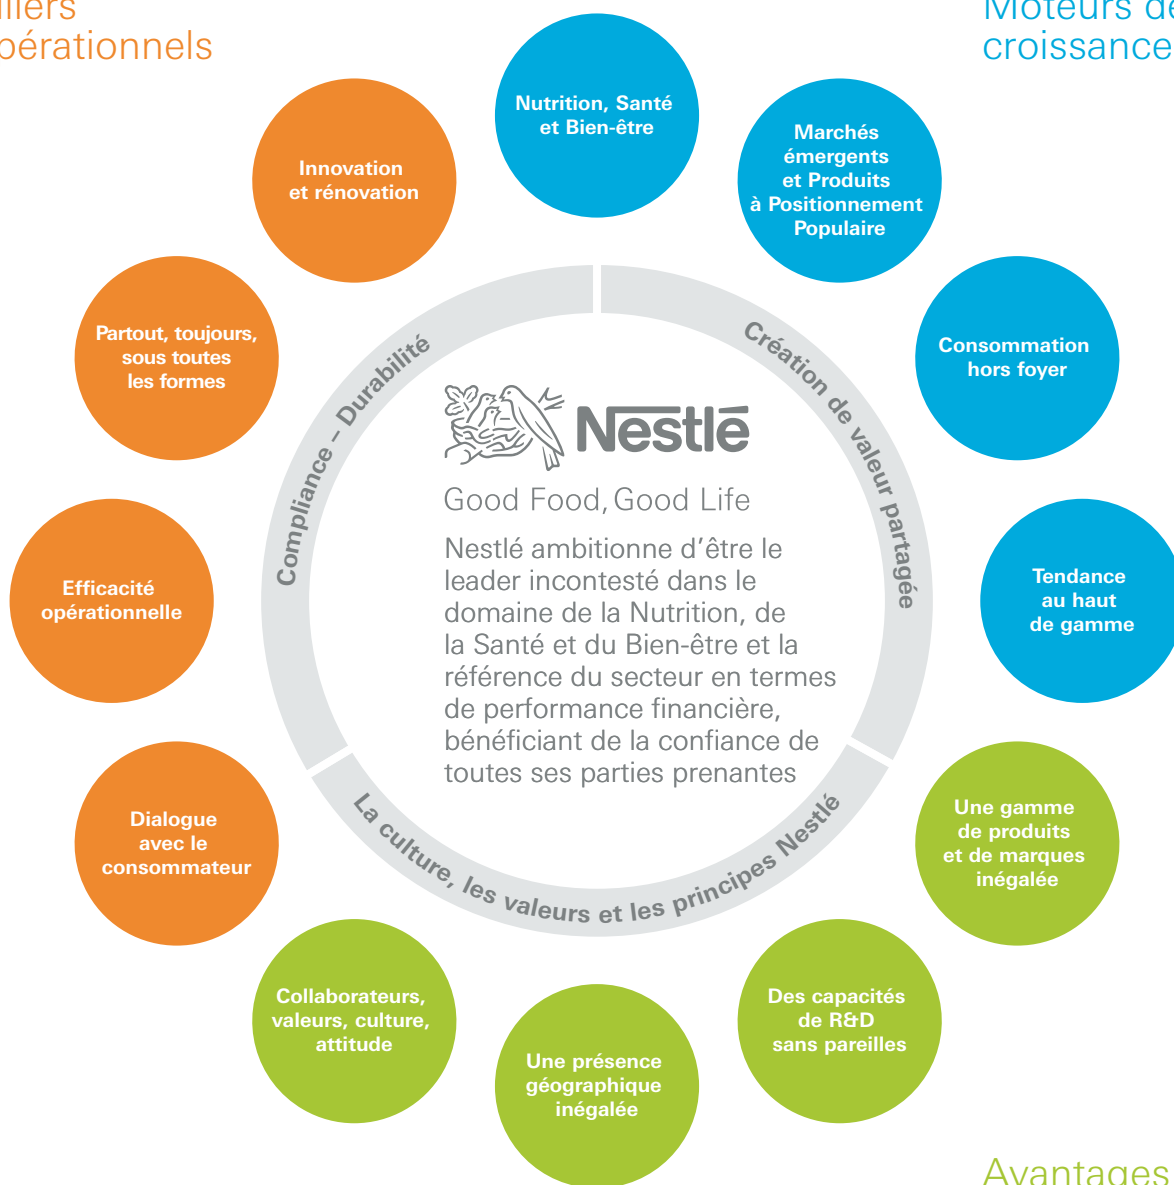 opérationnels
Moteurs de
croissance
Nutrition, Santé
et Bien-être
Marchés
émergents
et Produits
à Positionnement
Populaire
Innovation
et rénovation
Partout, toujours,
sous toutes
les formes
Consommation
hors foyer
Compliance – Durabilité
Création de valeur partagée
Nestlé
Good Food, Good Life
Nestlé ambitionne d’être le
leader incontesté dans le
domaine de la Nutrition, de
la Santé et du Bien-être et la
référence du secteur en termes
de performance financière,
bénéficiant de la confiance de
toutes ses parties prenantes
Efficacité
opérationnelle
Tendance
au haut
de gamme
Dialogue
avec le
consommateur
Une gamme
de produits
et de marques
inégalée
La culture, les valeurs et les principes Nestlé
Collaborateurs,
valeurs, culture,
attitude
Une présence
géographique
inégalée
Des capacités
de R&D
sans pareilles
Avantages